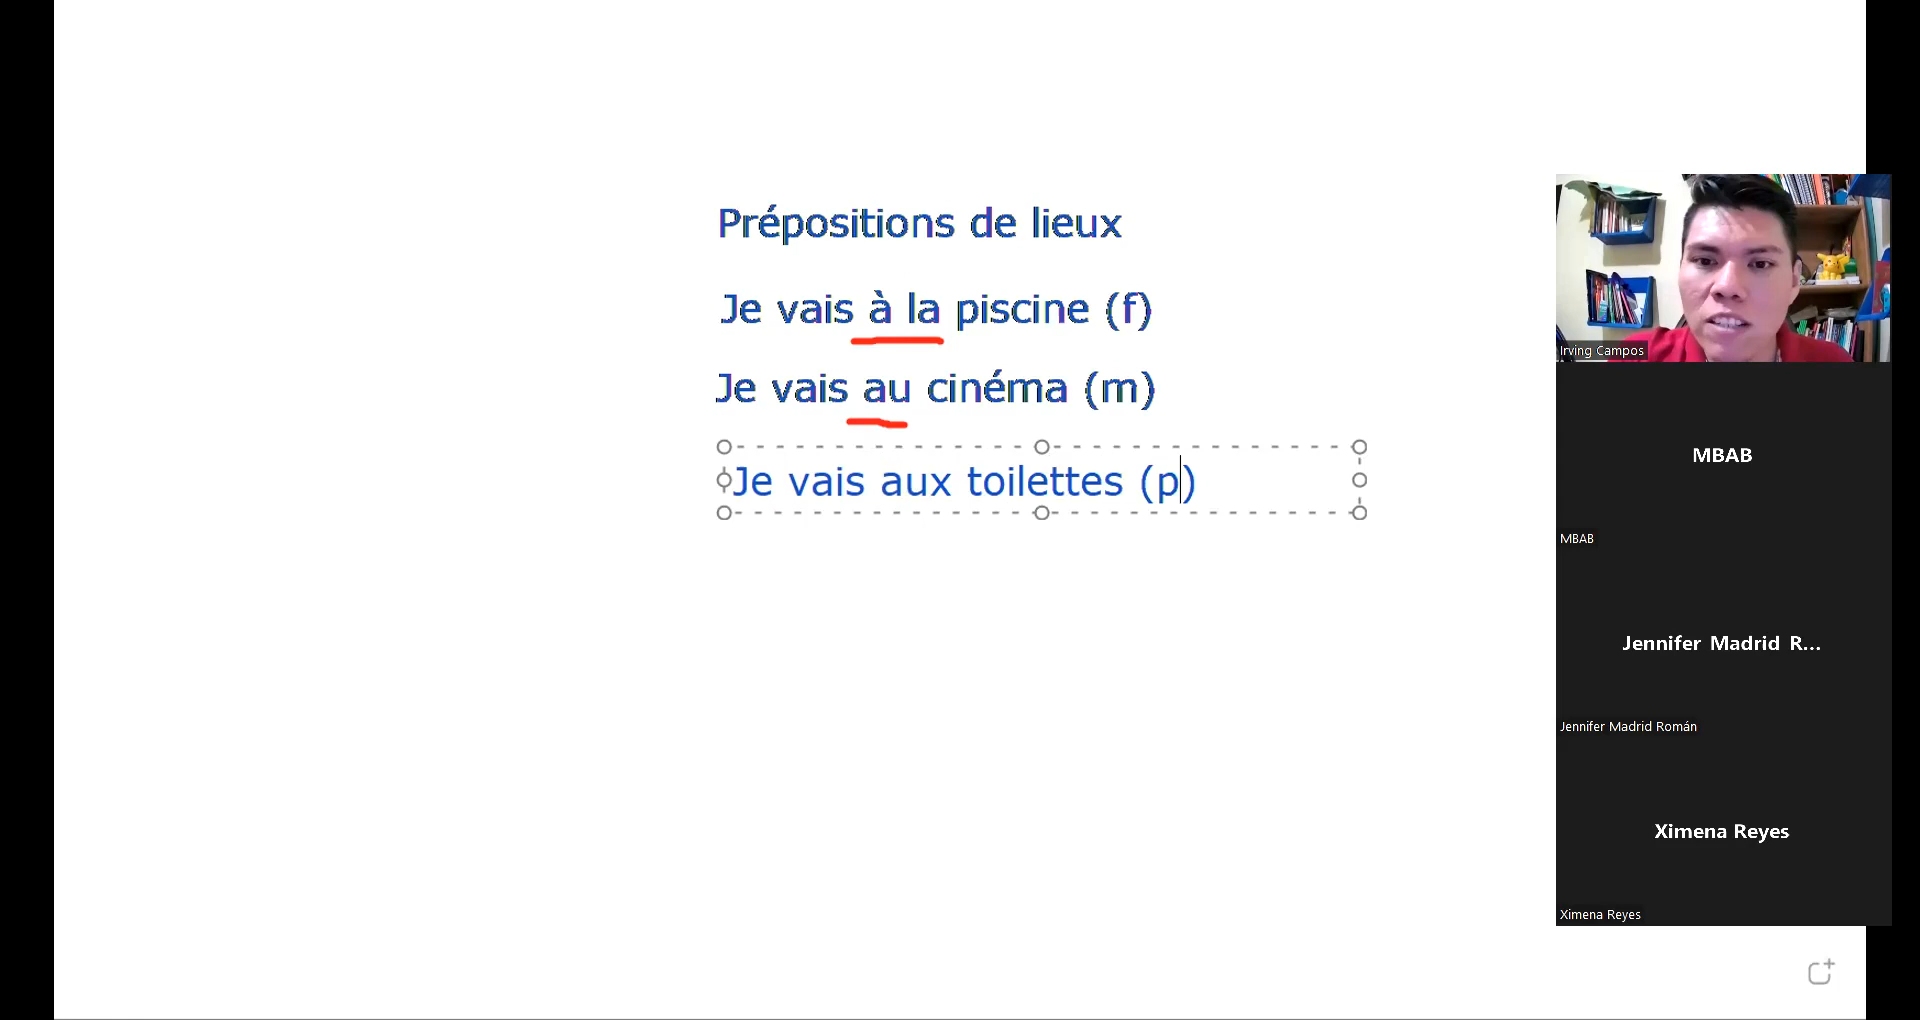 Prépositions de lieux
Je vais à la piscine (f)
Je vais au cinéma (m)
Je vais aux toilettes (p)
Irving Campos
MBAB
MBAB
Jennifer Madrid R...
Jennifer Madrid Román
Ximena Reyes
Ximena Reyes